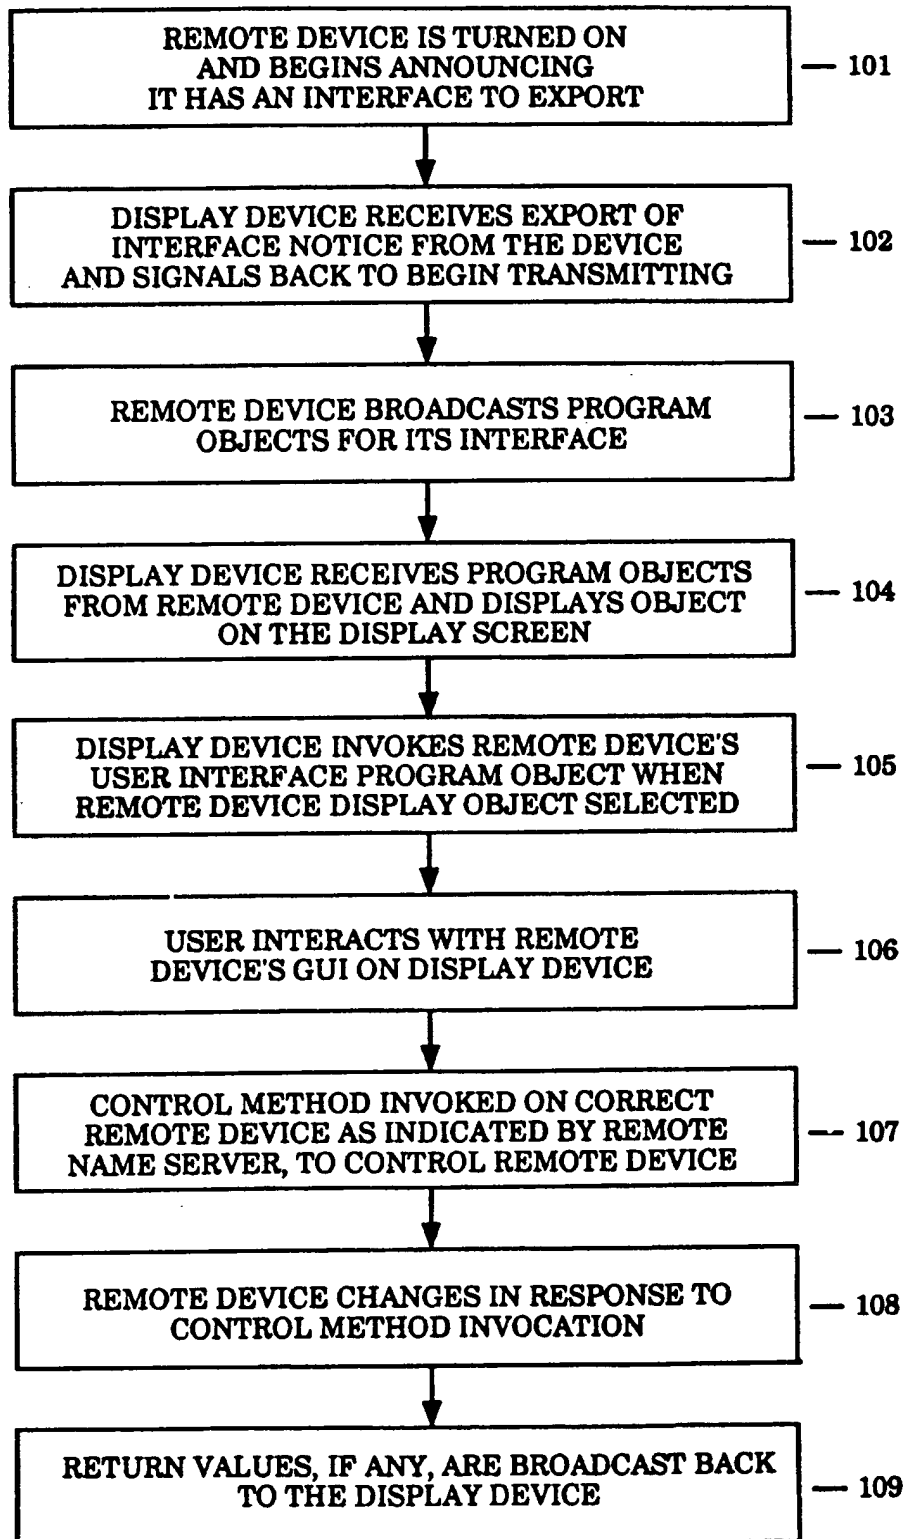 REMOTE DEVICE IS TURNED ON
AND BEGINS ANNOUNCING
IT HAS AN INTERFACE TO EXPORT
101
DISPLAY DEVICE RECEIVES EXPORT OF
INTERFACE NOTICE FROM THE DEVICE
AND SIGNALS BACK TO BEGIN TRANSMITTING
102
REMOTE DEVICE BROADCASTS PROGRAM
OBJECTS FOR ITS INTERFACE
103
DISPLAY DEVICE RECEIVES PROGRAM OBJECTS
FROM REMOTE DEVICE AND DISPLAYS OBJECT
ON THE DISPLAY SCREEN
104
DISPLAY DEVICE INVOKES REMOTE DEVICE'S
USER INTERFACE PROGRAM OBJECT WHEN
REMOTE DEVICE DISPLAY OBJECT SELECTED
105
USER INTERACTS WITH REMOTE
DEVICE'S GUI ON DISPLAY DEVICE
106
CONTROL METHOD INVOKED ON CORRECT
REMOTE DEVICE AS INDICATED BY REMOTE
NAME SERVER, TO CONTROL REMOTE DEVICE
107
REMOTE DEVICE CHANGES IN RESPONSE TO
CONTROL METHOD INVOCATION
108
RETURN VALUES, IF ANY, ARE BROADCAST BACK
TO THE DISPLAY DEVICE
109